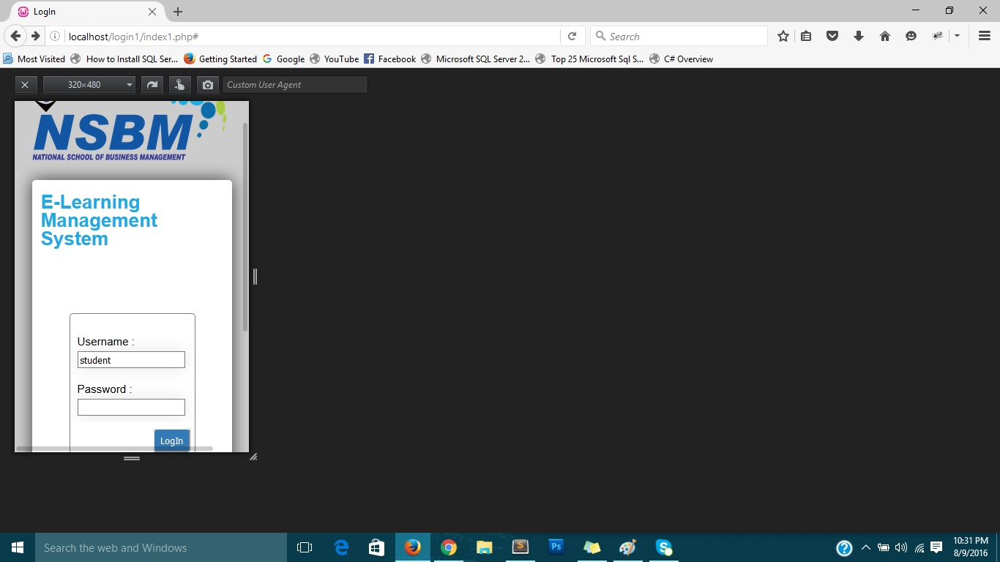 LogIn
localhost/login1/index1.php#
Search
Most Visited
How to Install SQL Ser...
Getting Started
Google
YouTube
Facebook
Microsoft SQL Server 2...
Top 25 Microsoft Sql S...
C# Overview
320×480
Custom User Agent
NSBM
NATIONAL SCHOOL OF BUSINESS MANAGEMENT
E-Learning
Management
System
Username :
student
Password :
LogIn
Search the web and Windows
Ps
10:31 PM
8/9/2016